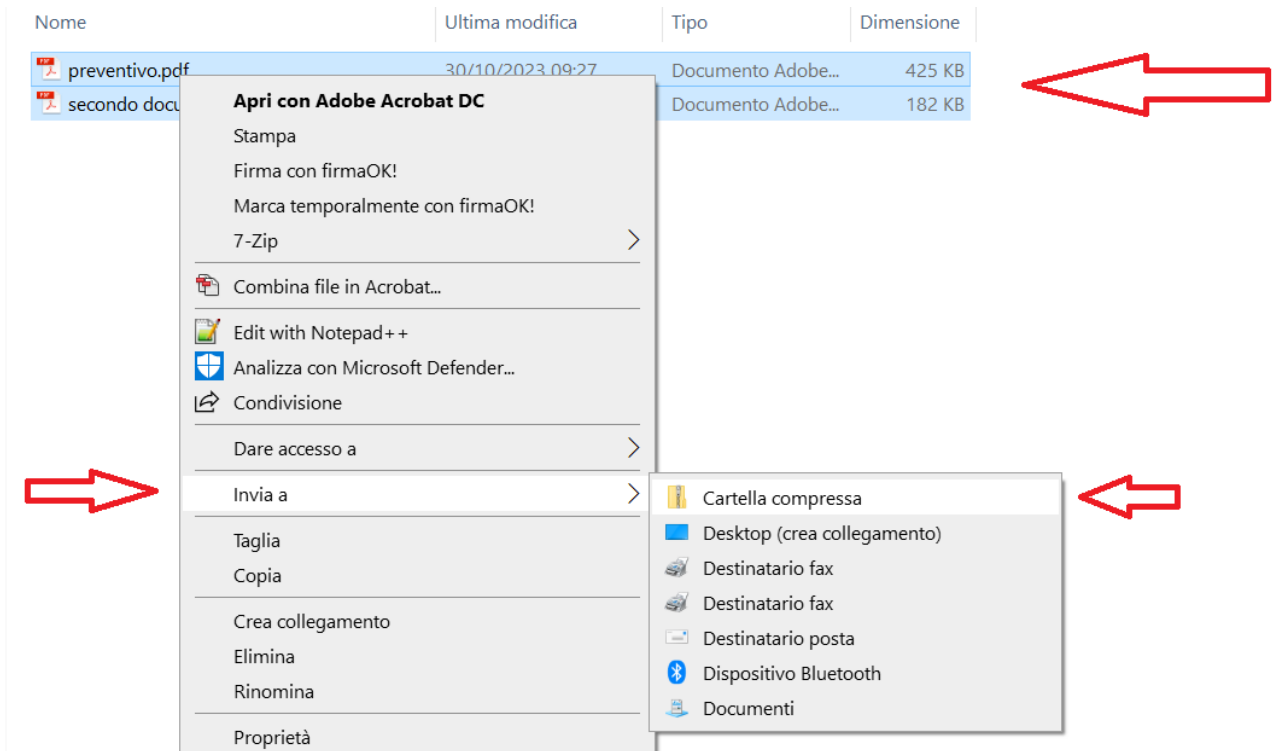 Nome Ultima modifica Tipo Dimensione
preventivo.pdf 30/10/2023 09:27 Documento Adobe... 425 KB
secondo docu Documento Adobe... 182 KB
Apri con Adobe Acrobat DC
Stampa
Firma con firmaOK!
Marca temporalmente con firmaOK!
7-Zip
Combina file in Acrobat...
Edit with Notepad++
Analizza con Microsoft Defender...
Condivisione
Dare accesso a
Invia a
Cartella compressa
Desktop (crea collegamento)
Destinatario fax
Destinatario fax
Destinatario posta
Dispositivo Bluetooth
Documenti
Taglia
Copia
Crea collegamento
Elimina
Rinomina
Proprietà